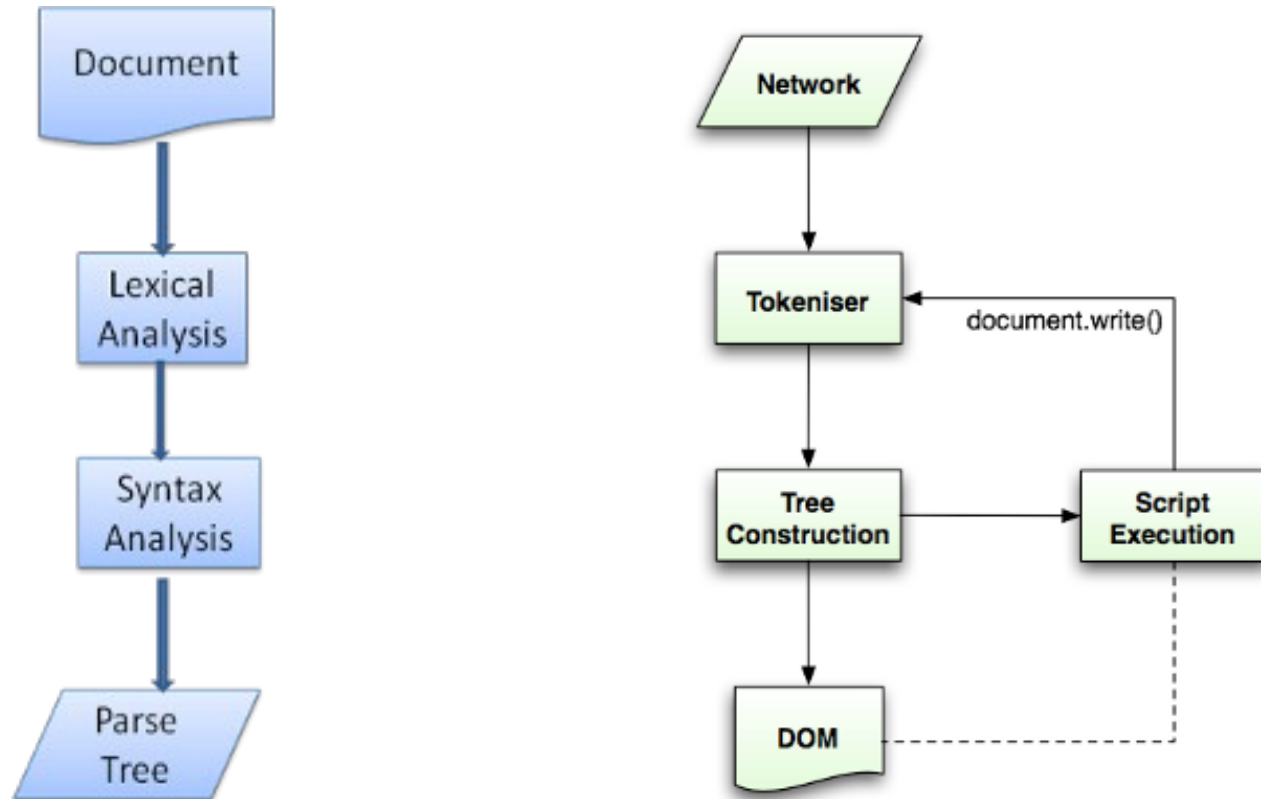 Document
Lexical
Analysis
Syntax
Analysis
Parse
Tree
Network
Tokeniser
document.write()
Tree
Construction
Script
Execution
DOM